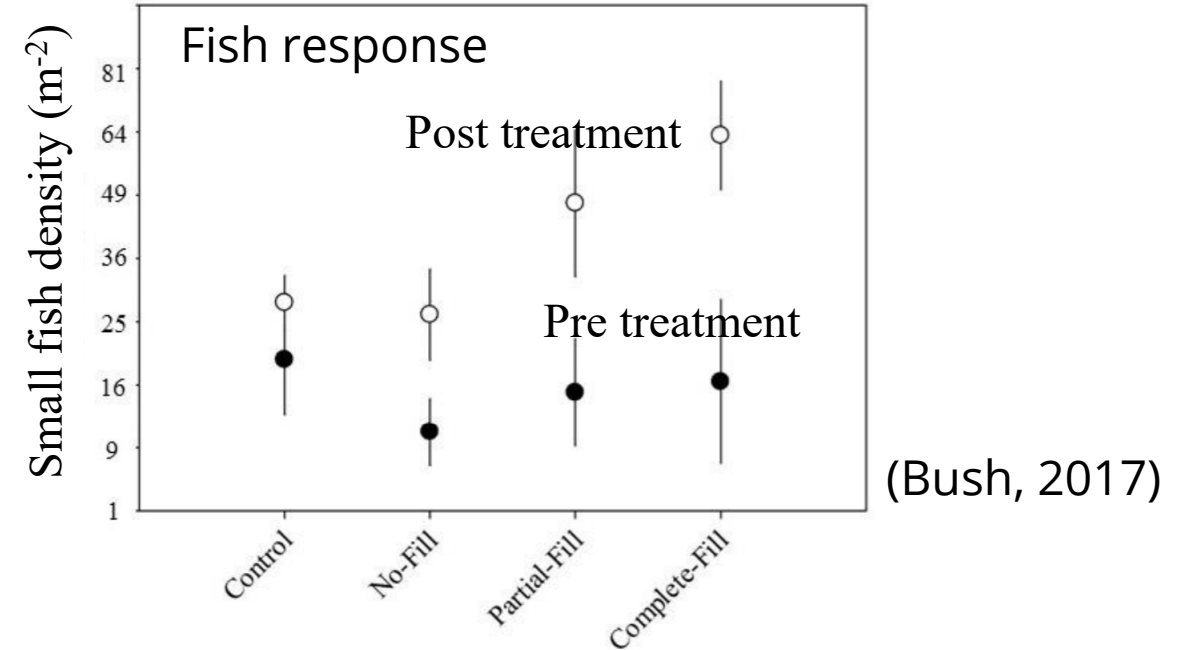 Fish response
Small fish density (m-2)
81
64
49
36
25
16
9
1
Post treatment
Pre treatment
Control
No-Fill
Partial-Fill
Complete-Fill
(Bush, 2017)